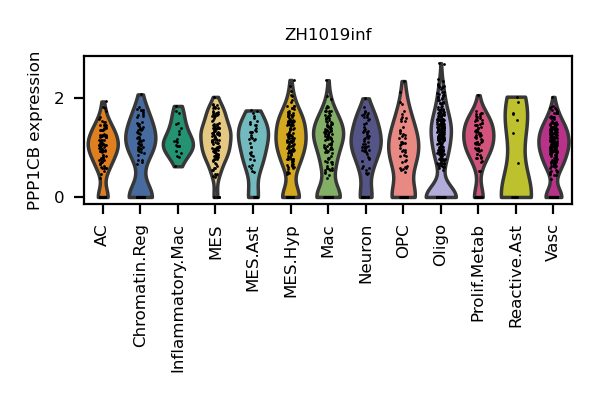 ZH1019inf
PPP1CB expression
2
0
AC
Chromatin.Reg
Inflammatory.Mac
MES
MES.Ast
MES.Hyp
Mac
Neuron
OPC
Oligo
Prolif.Metab
Reactive.Ast
Vasc